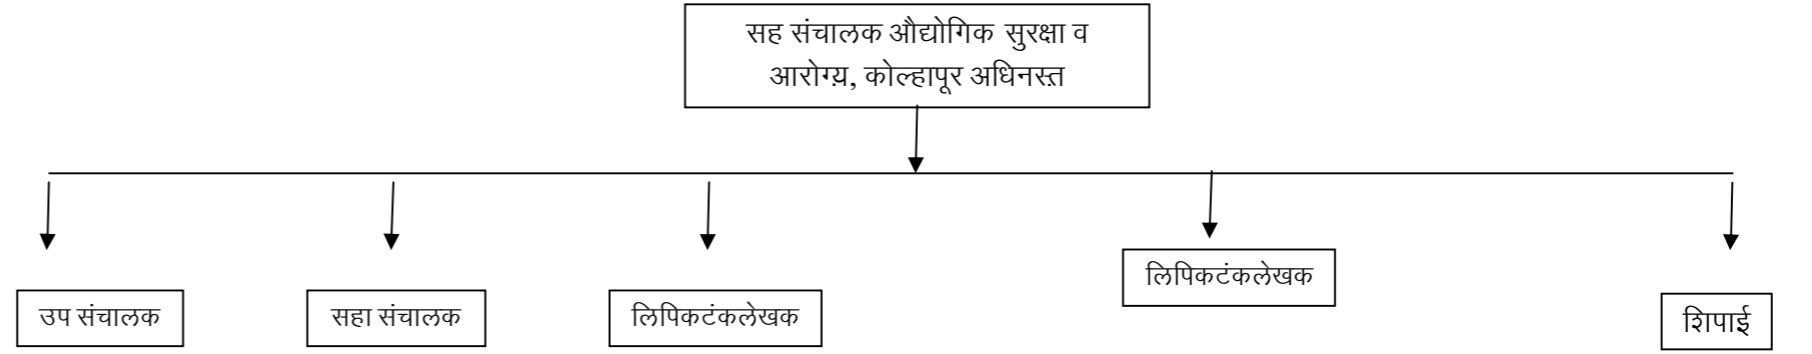 सह संचालक औद्योगिक सुरक्षा व
आरोग्य़, कोल्हापूर अधिनस्त़
लिपिकटंकलेखक
उप संचालक
सहा संचालक
लिपिकटंकलेखक
शिापाई